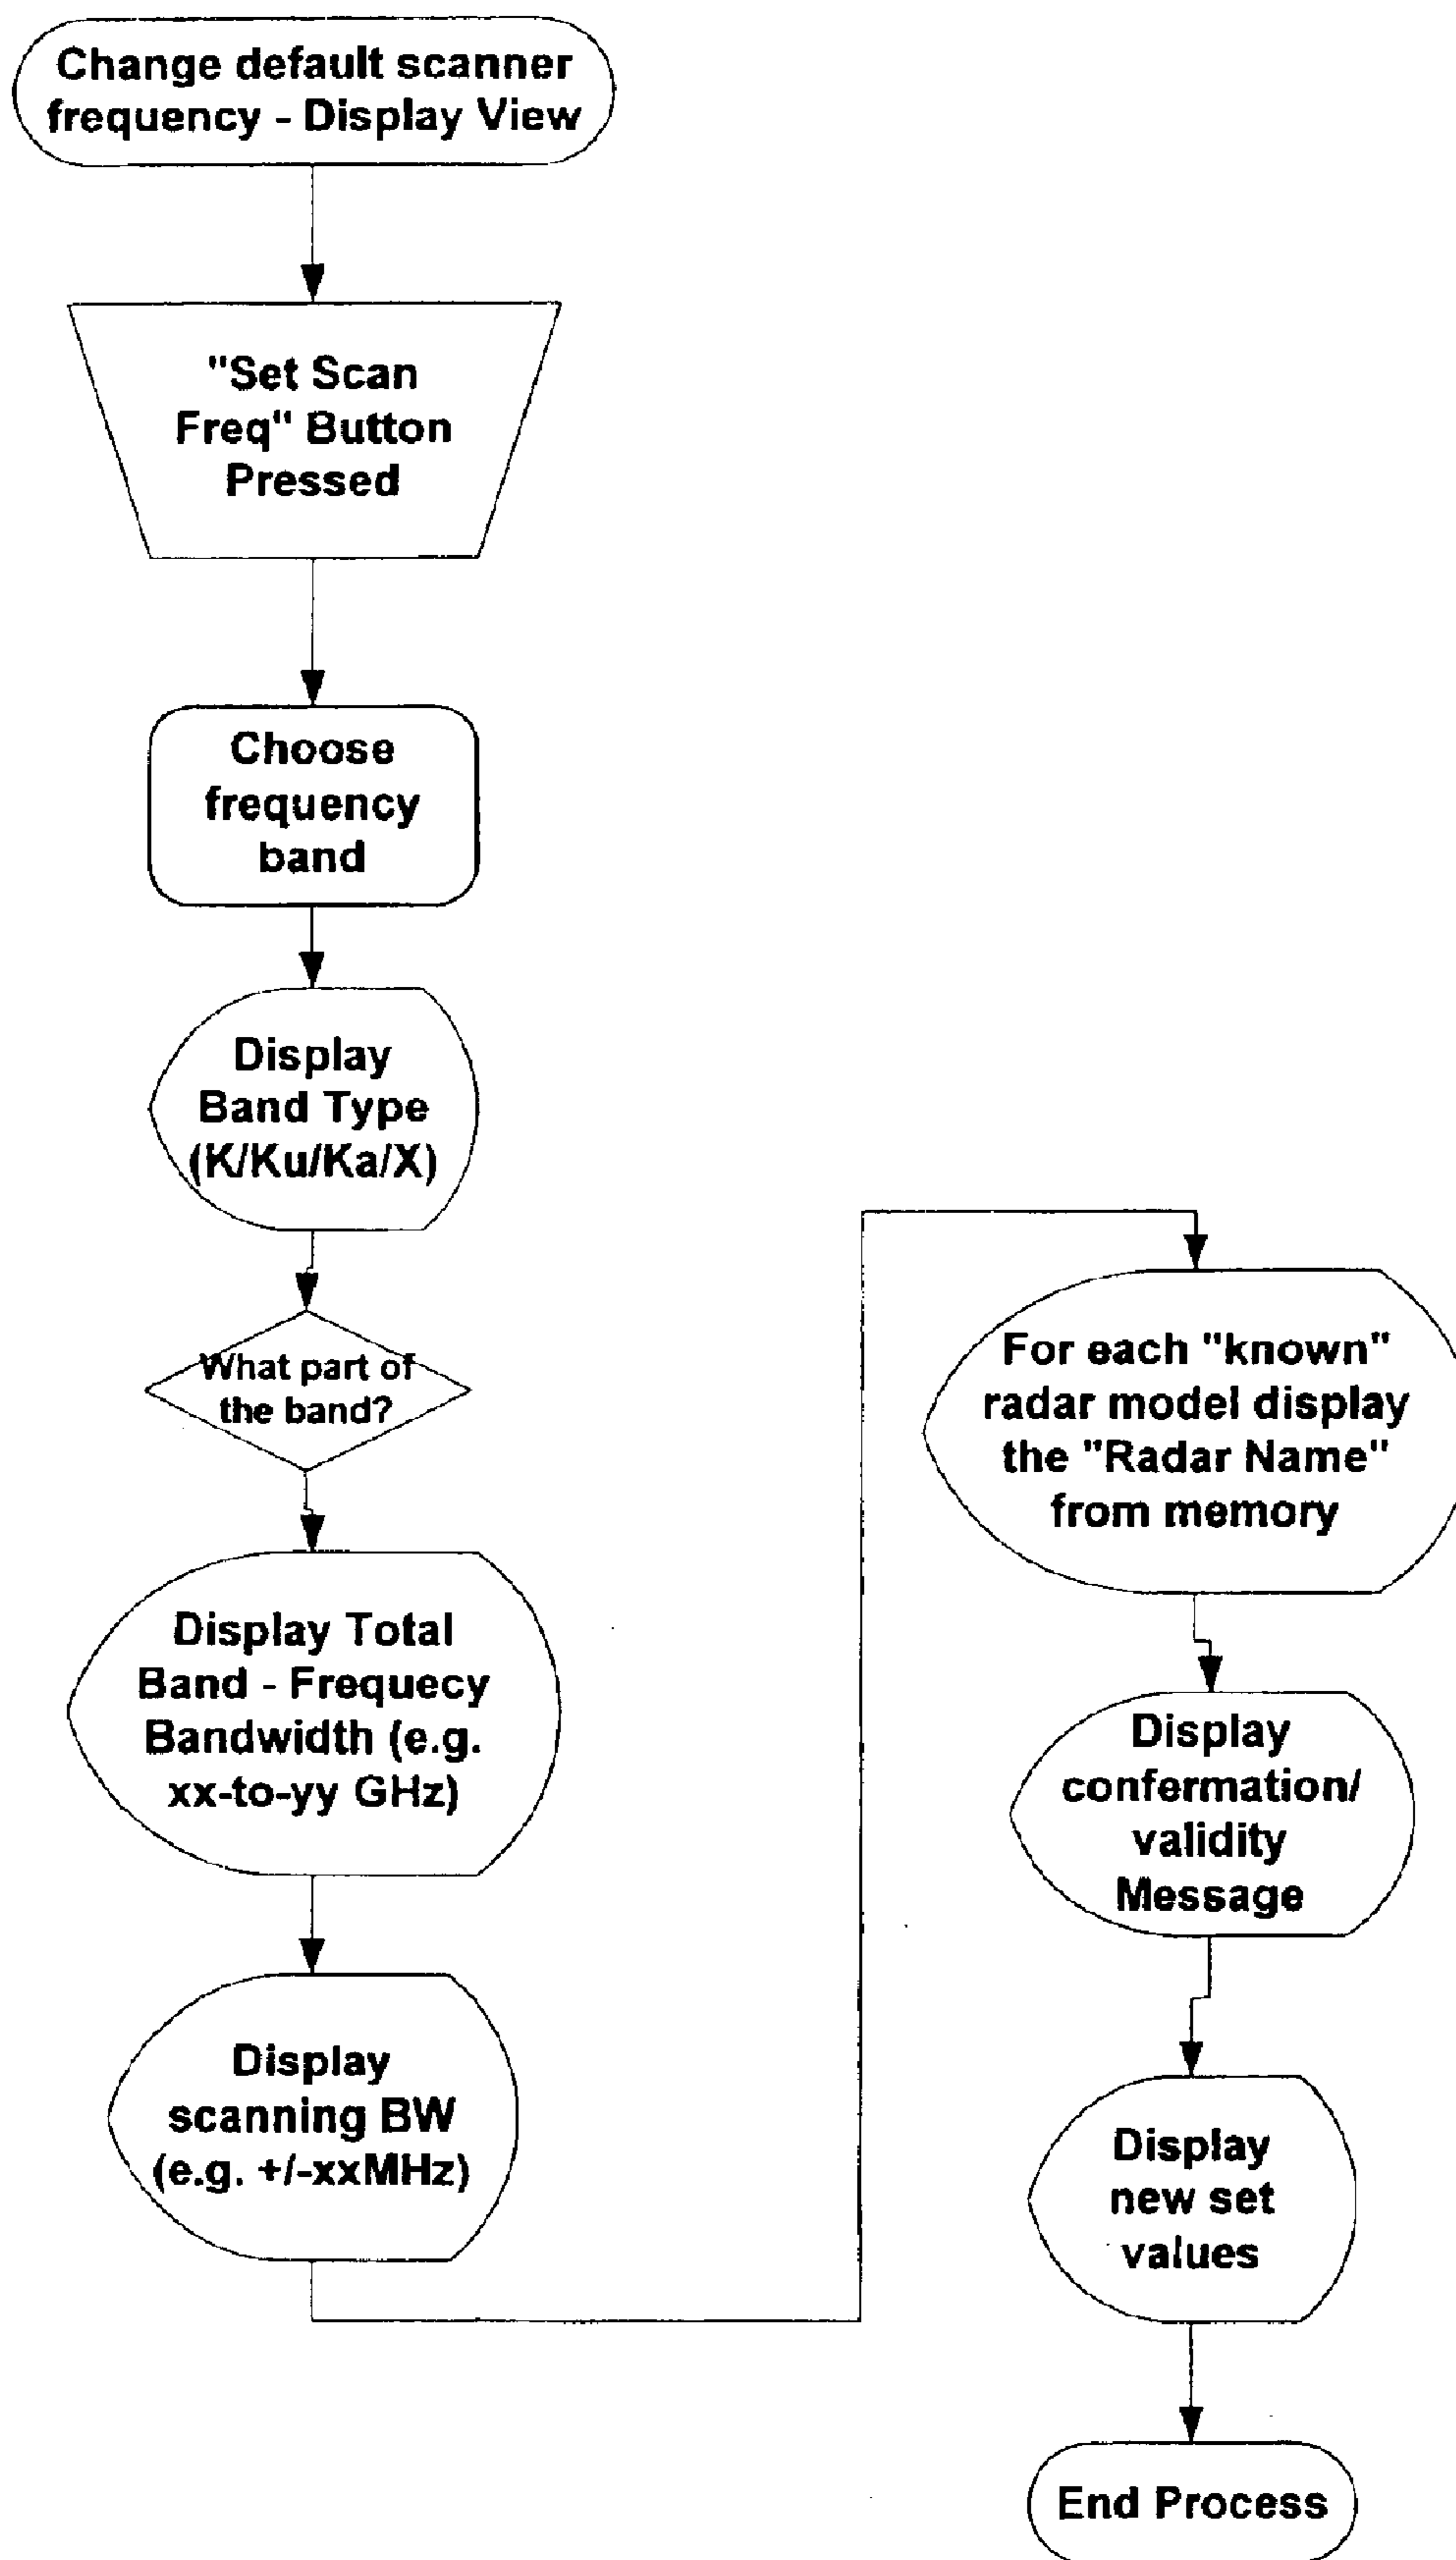 Change default scanner
frequency - Display View
"Set Scan
Freq" Button
Pressed
Choose
frequency
band
Display
Band Type
(K/Ku/Ka/X)
What part of
the band?
Display Total
Band - Frequecy
Bandwidth (e.g.
xx-to-yy GHz)
Display
scanning BW
(e.g. +/-xxMHz)
For each "known"
radar model display
the "Radar Name"
from memory
Display
confermation/
validity
Message
Display
new set
values
End Process